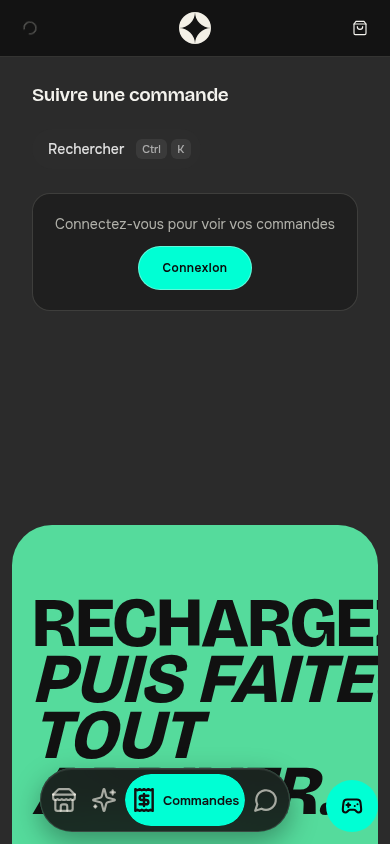 Suivre une commande
Rechercher Ctrl K
Connectez-vous pour voir vos commandes
Connexion
RECHARGE
PUIS FAITE
TOUT
Commandes